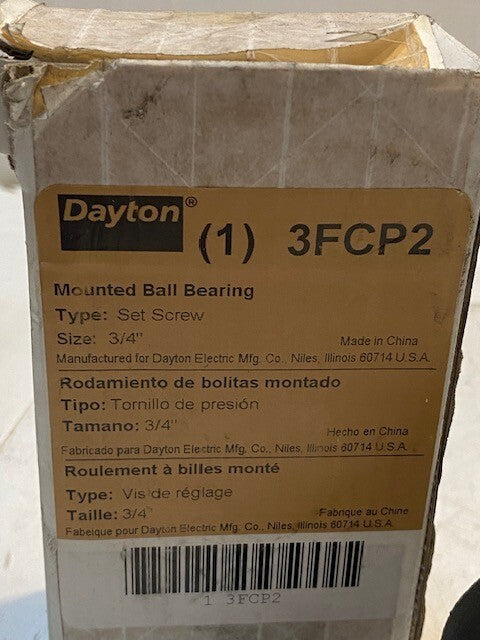 Dayton® (1) 3FCP2
Mounted Ball Bearing
Type: Set Screw
Size: 3/4" Made in China
Manufactured for Dayton Electric Mfg. Co., Niles, Illinois 60714 U.S.A.
Rodamiento de bolitas montado
Tipo: Tornillo de presión
Tamano: 3/4" Hecho en China
Fabricado para Dayton Electric Mfg. Co., Niles, Illinois 60714 U.S.A.
Roulement à billes monté
Type: Vis de réglage
Taille: 3/4" Fabrique au Chine
Fabeique pour Dayton Electric Mfg. Co., Niles, Illinois 60714 U.S.A.
1 3FCP2